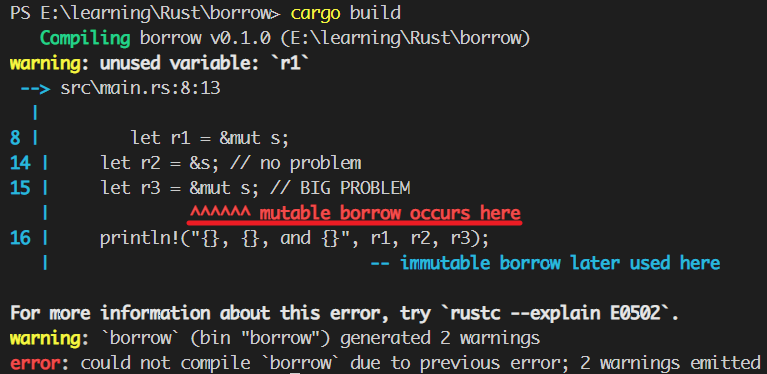 PS E:\learning\Rust\borrow> cargo build
   Compiling borrow v0.1.0 (E:\learning\Rust\borrow)
warning: unused variable: `r1`
 --> src\main.rs:8:13
  |
8 |         let r1 = &mut s;
14 |     let r2 = &s; // no problem
15 |     let r3 = &mut s; // BIG PROBLEM
   |              ^^^^^^ mutable borrow occurs here
16 |     println!("{}, {}, and {}", r1, r2, r3);
   |                                -- immutable borrow later used here

For more information about this error, try `rustc --explain E0502`.
warning: `borrow` (bin "borrow") generated 2 warnings
error: could not compile `borrow` due to previous error; 2 warnings emitted